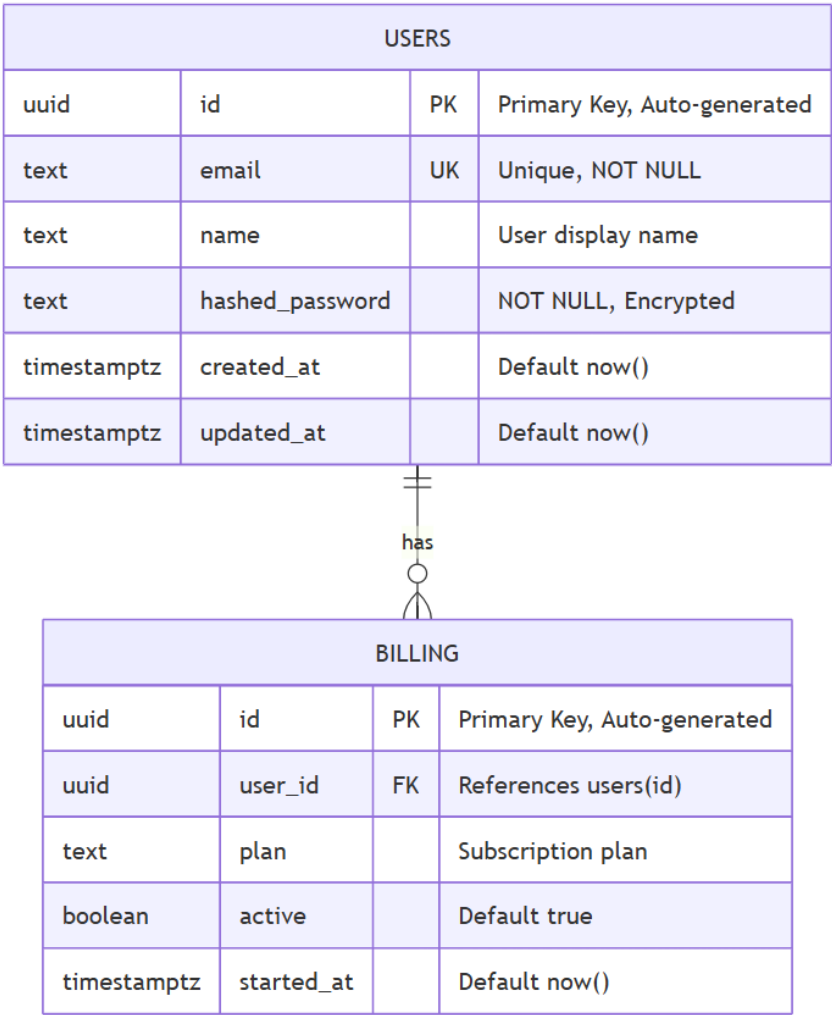 USERS
uuid id PK Primary Key, Auto-generated
text email UK Unique, NOT NULL
text name User display name
text hashed_password NOT NULL, Encrypted
timestamptz created_at Default now()
timestamptz updated_at Default now()
has
BILLING
uuid id PK Primary Key, Auto-generated
uuid user_id FK References users(id)
text plan Subscription plan
boolean active Default true
timestamptz started_at Default now()